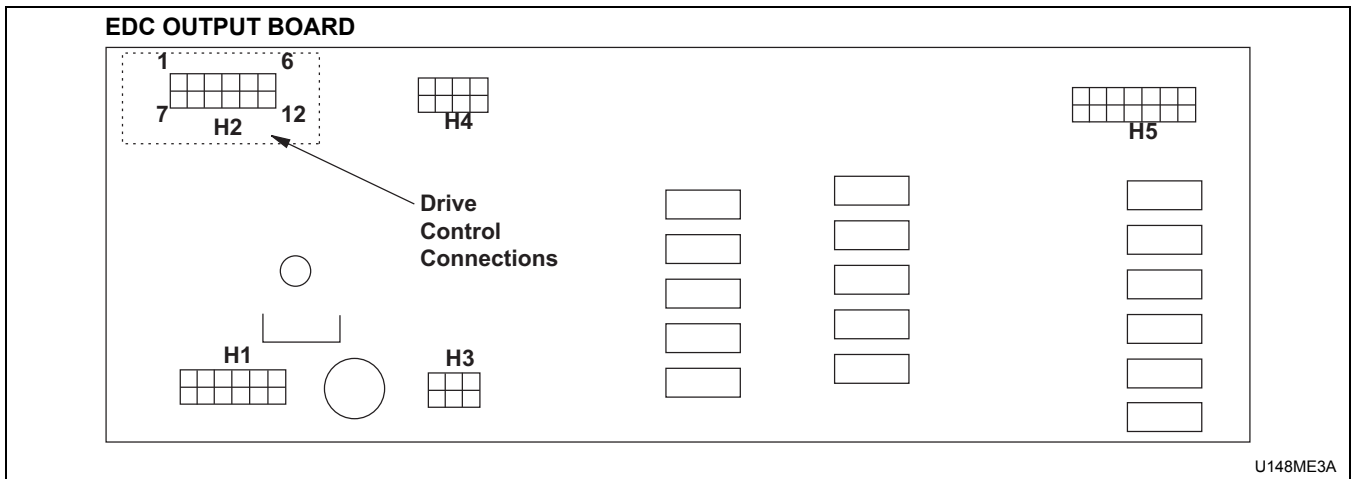 EDC OUTPUT BOARD
1 6
7 12
H2
H4
H5
Drive
Control
Connections
H1
H3
U148ME3A